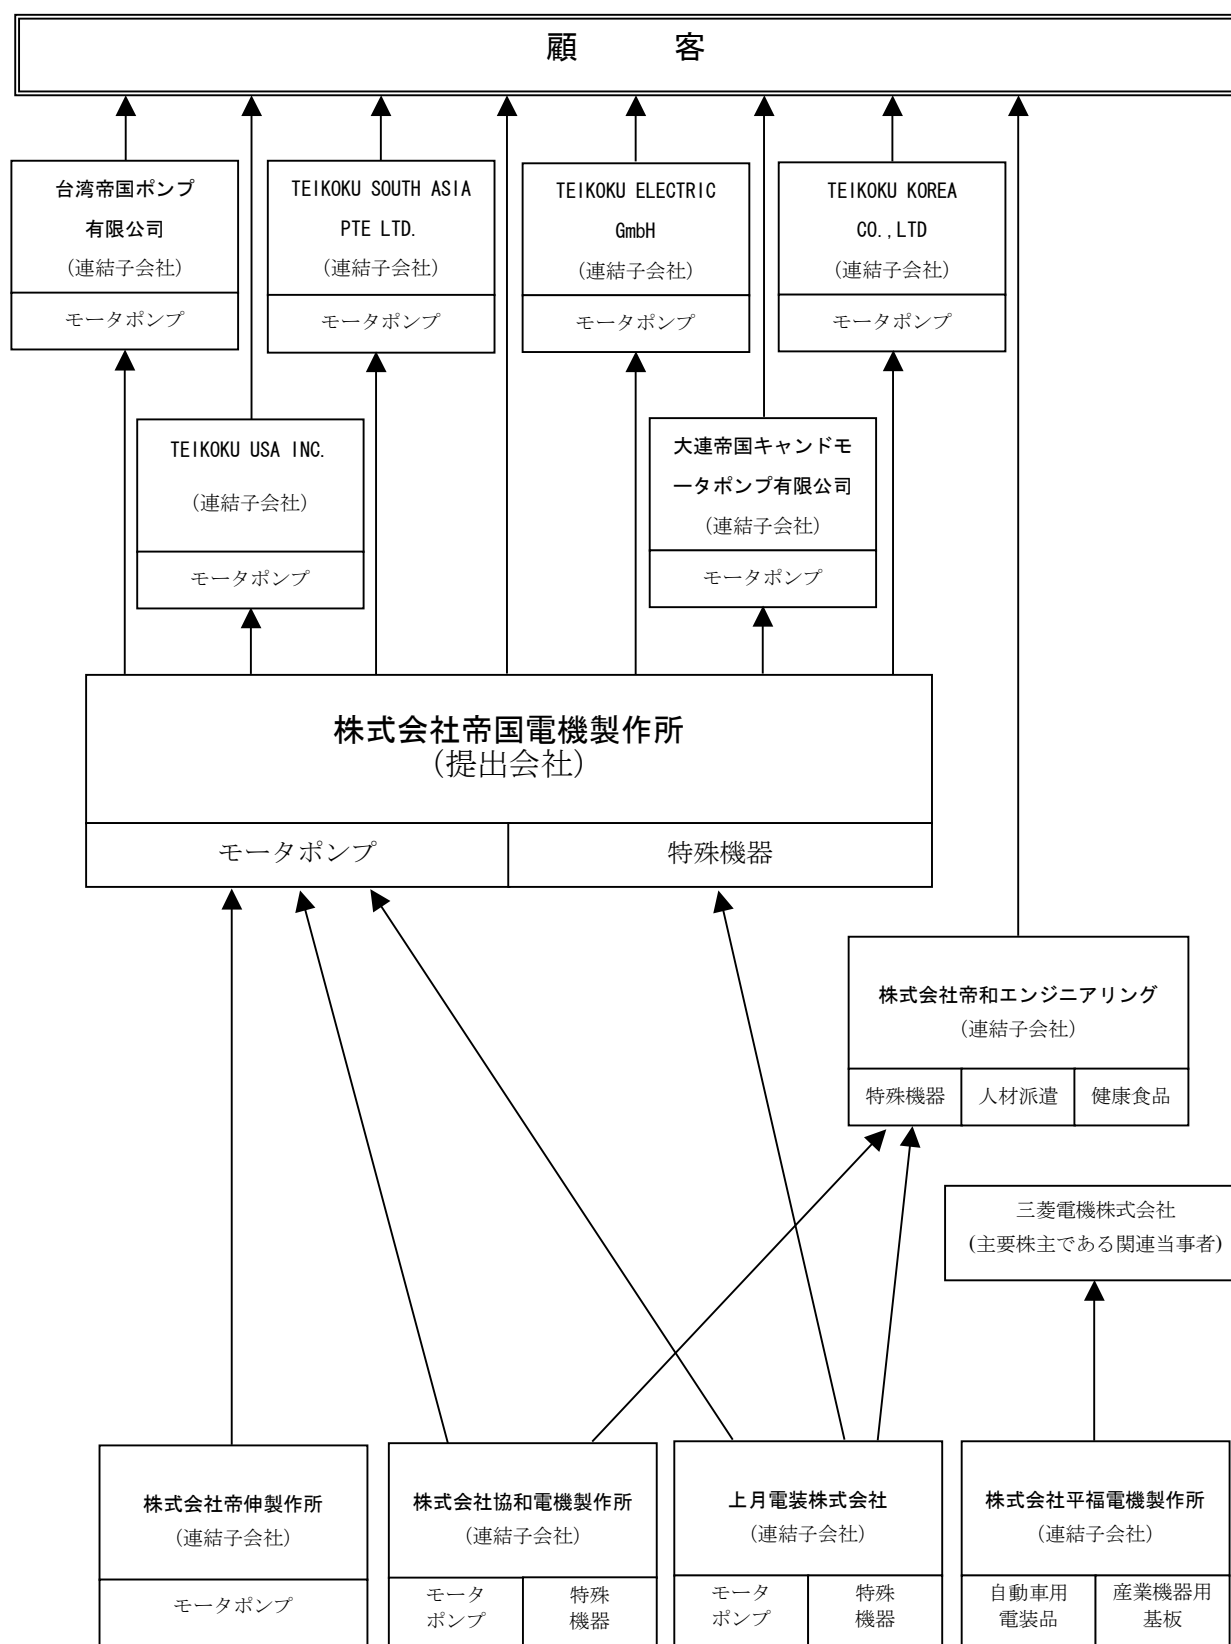 顧　　　客
台湾帝国ポンプ
有限公司
（連結子会社）
モータポンプ
TEIKOKU SOUTH ASIA
PTE LTD.
（連結子会社）
モータポンプ
TEIKOKU ELECTRIC
GmbH
（連結子会社）
モータポンプ
TEIKOKU KOREA
CO.,LTD
（連結子会社）
モータポンプ
TEIKOKU USA INC.
（連結子会社）
モータポンプ
大連帝国キャンドモ
ータポンプ有限公司
（連結子会社）
モータポンプ
株式会社帝国電機製作所
（提出会社）
モータポンプ
特殊機器
株式会社帝和エンジニアリング
（連結子会社）
特殊機器
人材派遣
健康食品
三菱電機株式会社
(主要株主である関連当事者)
株式会社帝伸製作所
（連結子会社）
モータポンプ
株式会社協和電機製作所
（連結子会社）
モータ
ポンプ
特殊
機器
上月電装株式会社
（連結子会社）
モータ
ポンプ
特殊
機器
株式会社平福電機製作所
（連結子会社）
自動車用
電装品
産業機器用
基板